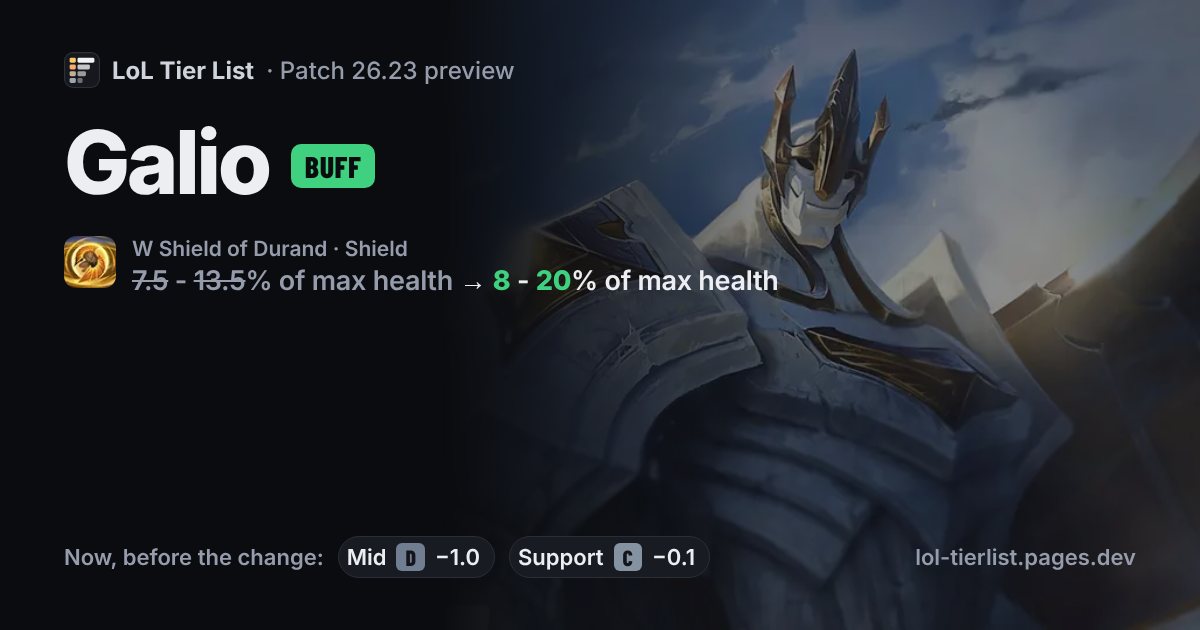 LoL Tier List · Patch 26.23 preview
Galio BUFF
W Shield of Durand · Shield
7.5 - 13.5% of max health → 8 - 20% of max health
Now, before the change: Mid D −1.0 Support C −0.1 lol-tierlist.pages.dev